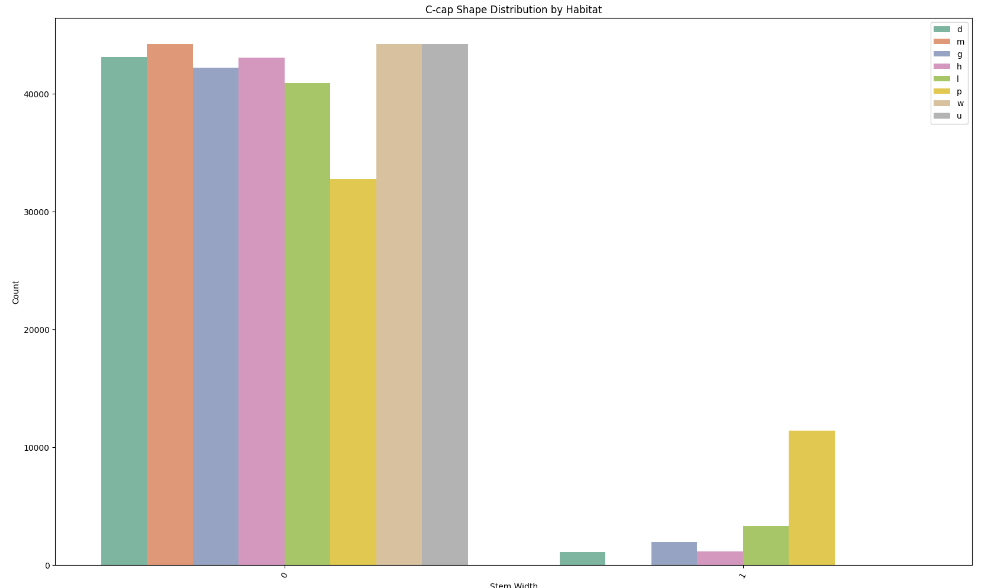 C-cap Shape Distribution by Habitat
d
m
g
h
l
p
w
u
40000
30000
20000
10000
0
Count
0
1
Stem Width